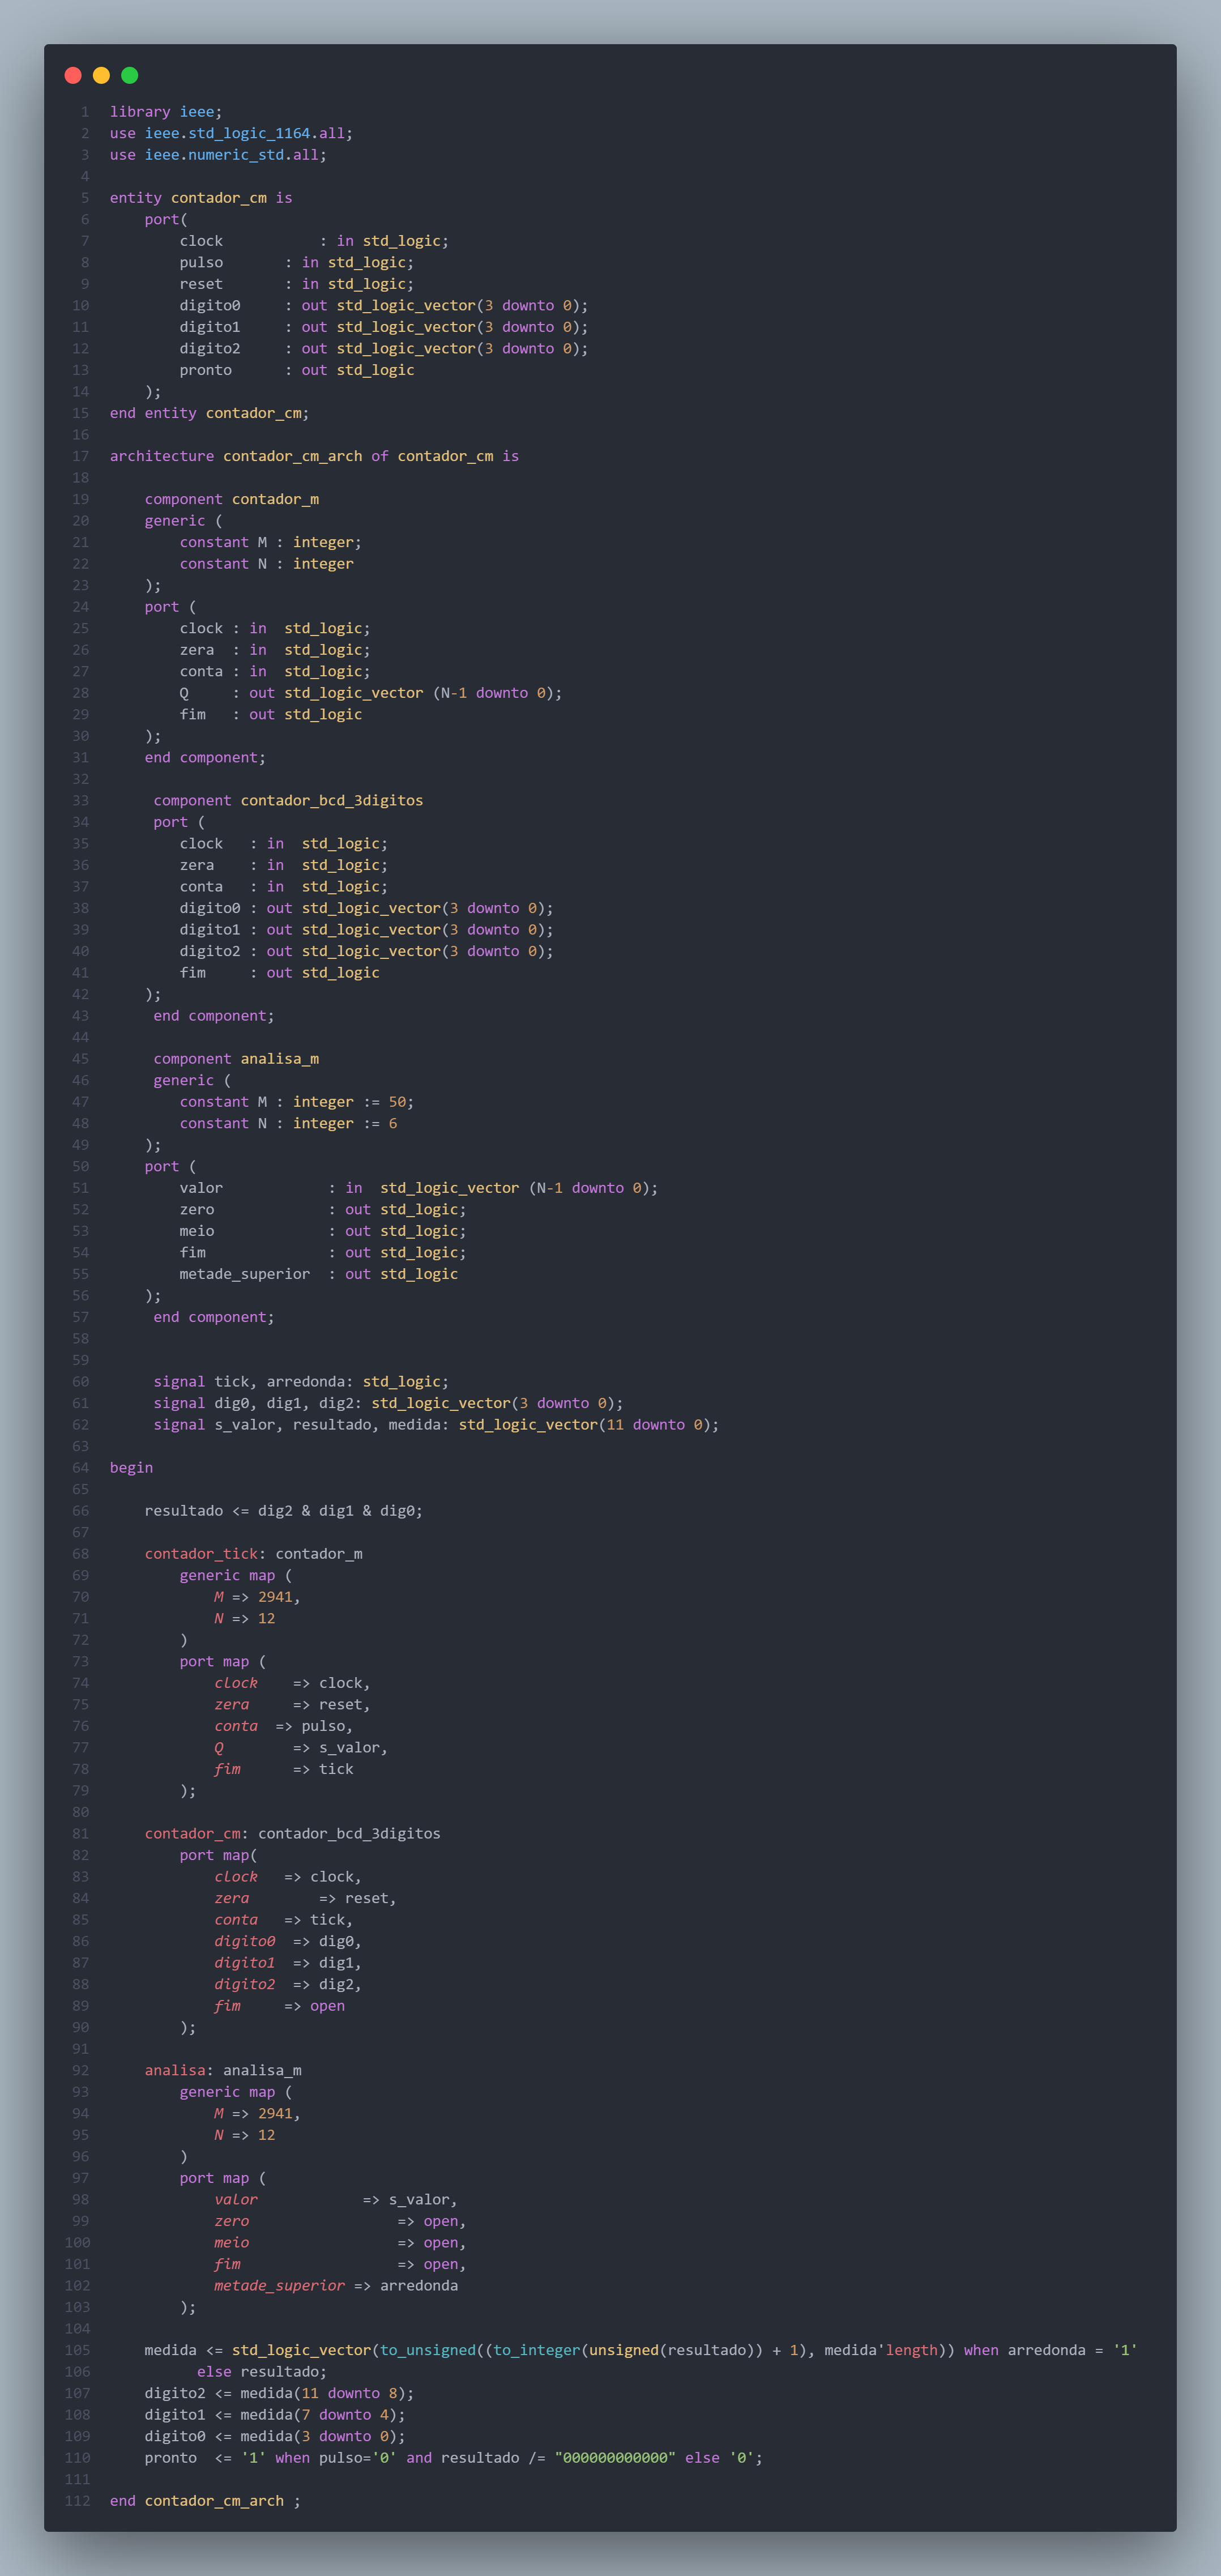 1 library ieee;
2 use ieee.std_logic_1164.all;
3 use ieee.numeric_std.all;
4
5 entity contador_cm is
6     port(
7         clock           : in std_logic;
8         pulso       : in std_logic;
9         reset       : in std_logic;
10         digito0     : out std_logic_vector(3 downto 0);
11         digito1     : out std_logic_vector(3 downto 0);
12         digito2     : out std_logic_vector(3 downto 0);
13         pronto      : out std_logic
14     );
15 end entity contador_cm;
16
17 architecture contador_cm_arch of contador_cm is
18
19     component contador_m
20     generic (
21         constant M : integer;
22         constant N : integer
23     );
24     port (
25         clock : in  std_logic;
26         zera  : in  std_logic;
27         conta : in  std_logic;
28         Q     : out std_logic_vector (N-1 downto 0);
29         fim   : out std_logic
30     );
31     end component;
32
33      component contador_bcd_3digitos
34      port (
35         clock   : in  std_logic;
36         zera    : in  std_logic;
37         conta   : in  std_logic;
38         digito0 : out std_logic_vector(3 downto 0);
39         digito1 : out std_logic_vector(3 downto 0);
40         digito2 : out std_logic_vector(3 downto 0);
41         fim     : out std_logic
42     );
43      end component;
44
45      component analisa_m
46      generic (
47         constant M : integer := 50;
48         constant N : integer := 6
49     );
50     port (
51         valor            : in  std_logic_vector (N-1 downto 0);
52         zero             : out std_logic;
53         meio             : out std_logic;
54         fim              : out std_logic;
55         metade_superior  : out std_logic
56     );
57      end component;
58
59
60      signal tick, arredonda: std_logic;
61      signal dig0, dig1, dig2: std_logic_vector(3 downto 0);
62      signal s_valor, resultado, medida: std_logic_vector(11 downto 0);
63
64 begin
65
66     resultado <= dig2 & dig1 & dig0;
67
68     contador_tick: contador_m
69         generic map (
70             M => 2941,
71             N => 12
72         )
73         port map (
74             clock    => clock,
75             zera     => reset,
76             conta  => pulso,
77             Q        => s_valor,
78             fim      => tick
79         );
80
81     contador_cm: contador_bcd_3digitos
82         port map(
83             clock   => clock,
84             zera        => reset,
85             conta   => tick,
86             digito0  => dig0,
87             digito1  => dig1,
88             digito2  => dig2,
89             fim     => open
90         );
91
92     analisa: analisa_m
93         generic map (
94             M => 2941,
95             N => 12
96         )
97         port map (
98             valor            => s_valor,
99             zero                 => open,
100             meio                 => open,
101             fim                  => open,
102             metade_superior => arredonda
103         );
104
105     medida <= std_logic_vector(to_unsigned((to_integer(unsigned(resultado)) + 1), medida'length)) when arredonda = '1'
106           else resultado;
107     digito2 <= medida(11 downto 8);
108     digito1 <= medida(7 downto 4);
109     digito0 <= medida(3 downto 0);
110     pronto  <= '1' when pulso='0' and resultado /= "000000000000" else '0';
111
112 end contador_cm_arch ;